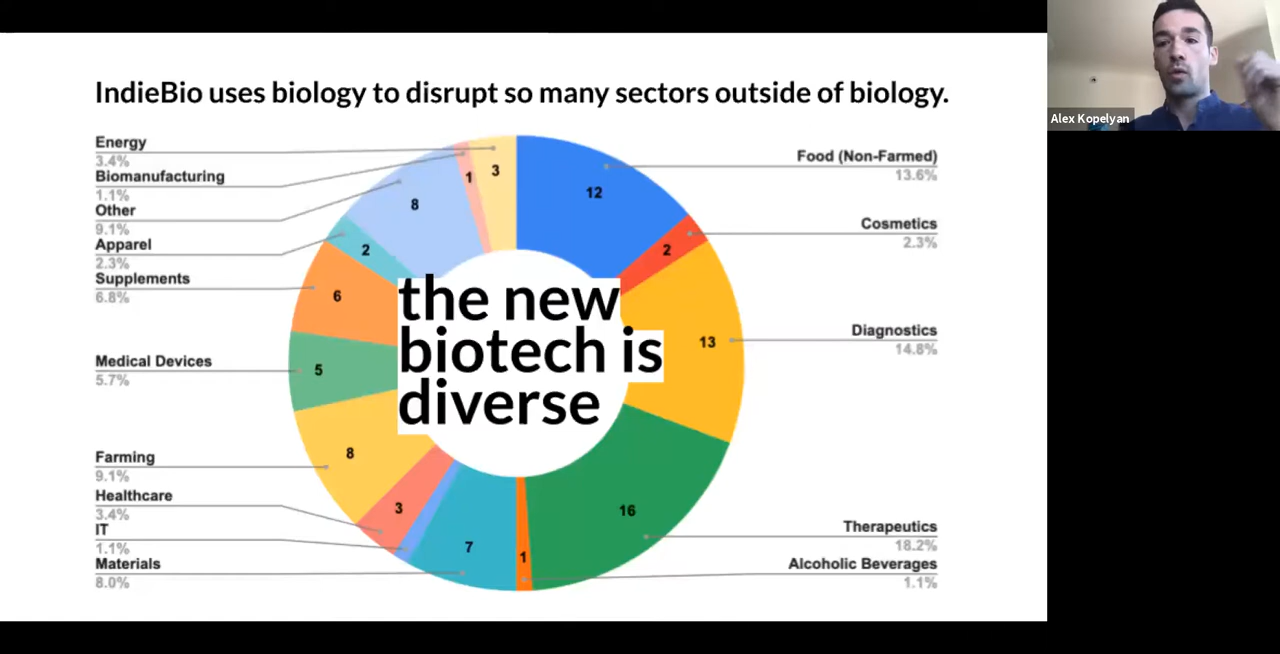 IndieBio uses biology to disrupt so many sectors outside of biology.
Energy
3.4%
Biomanufacturing
1.1%
Other
9.1%
Apparel
2.3%
Supplements
6.8%
Medical Devices
5.7%
Farming
9.1%
Healthcare
3.4%
IT
1.1%
Materials
8.0%
1
3
8
2
6
5
8
3
7
1
16
13
2
12
the new
biotech is
diverse
Food (Non-Farmed)
13.6%
Cosmetics
2.3%
Diagnostics
14.8%
Therapeutics
18.2%
Alcoholic Beverages
1.1%
Alex Kopelyan